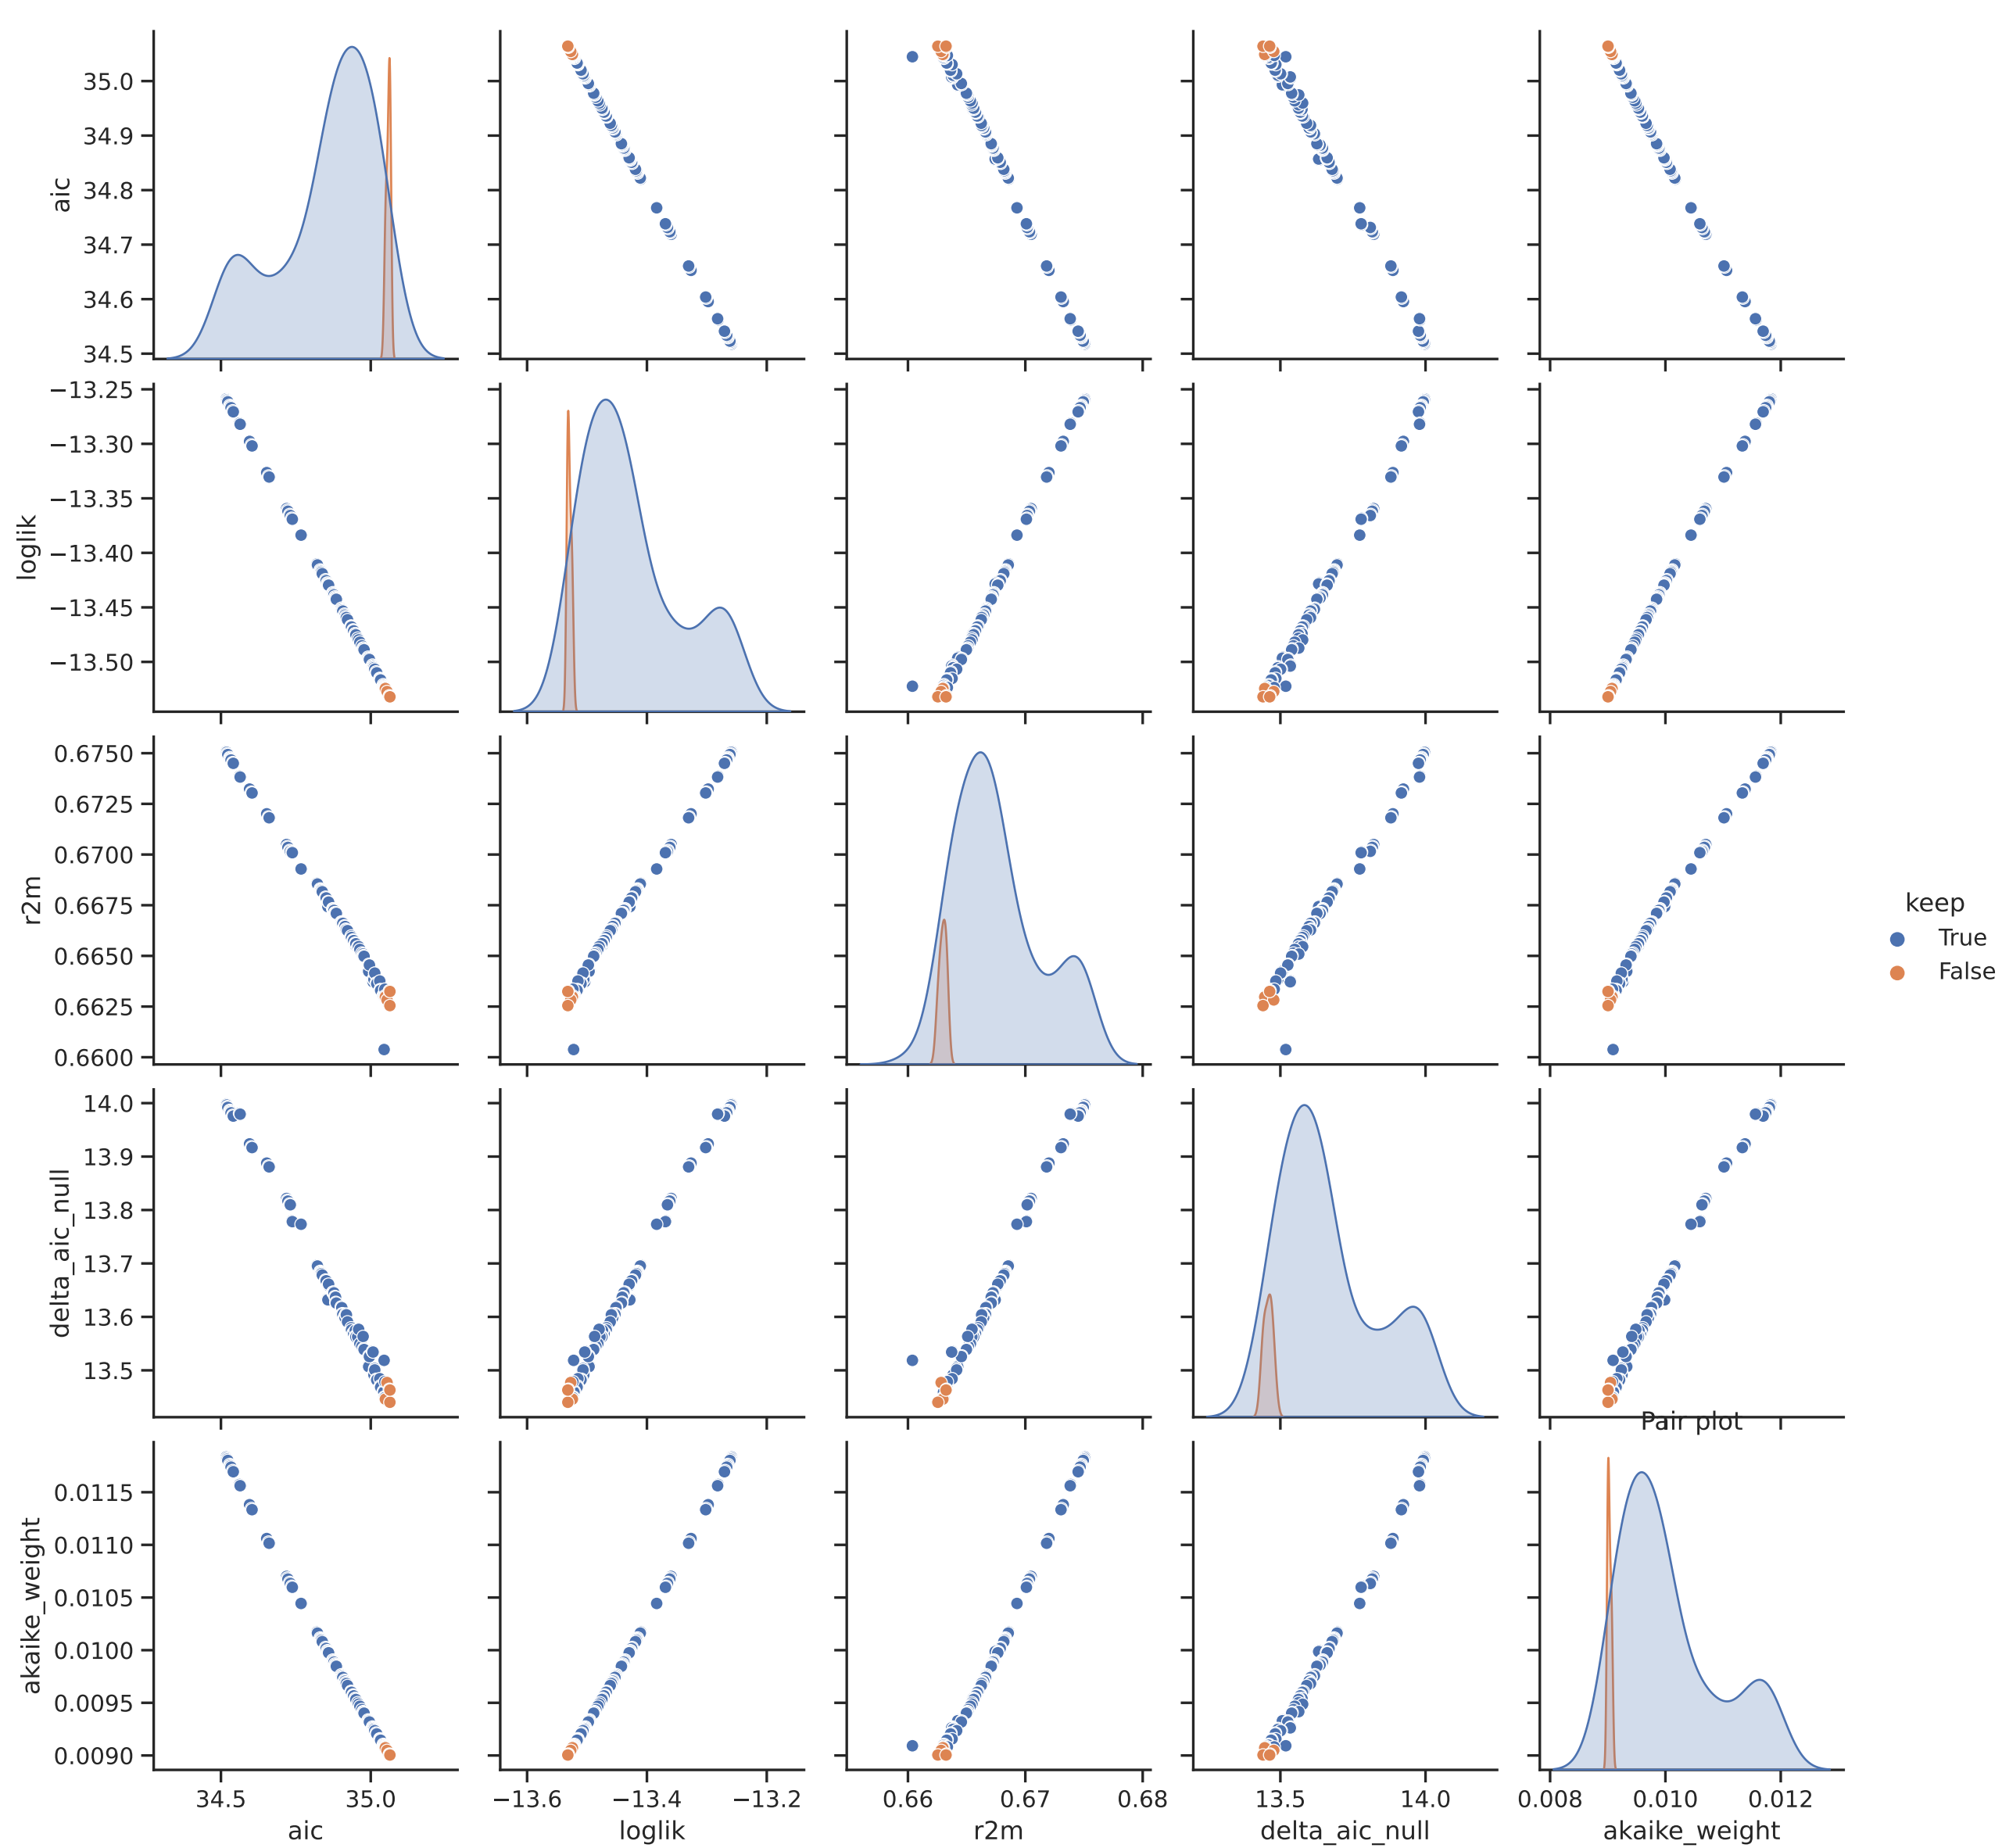 35.0
34.9
34.8
34.7
34.6
34.5
aic
−13.25
−13.30
−13.35
−13.40
−13.45
−13.50
loglik
0.6750
0.6725
0.6700
0.6675
0.6650
0.6625
0.6600
r2m
keep
True
False
14.0
13.9
13.8
13.7
13.6
13.5
delta_aic_null
Pair plot
0.0115
0.0110
0.0105
0.0100
0.0095
0.0090
akaike_weight
34.5 35.0 −13.6 −13.4 −13.2 0.66 0.67 0.68 13.5 14.0 0.008 0.010 0.012
aic loglik r2m delta_aic_null akaike_weight